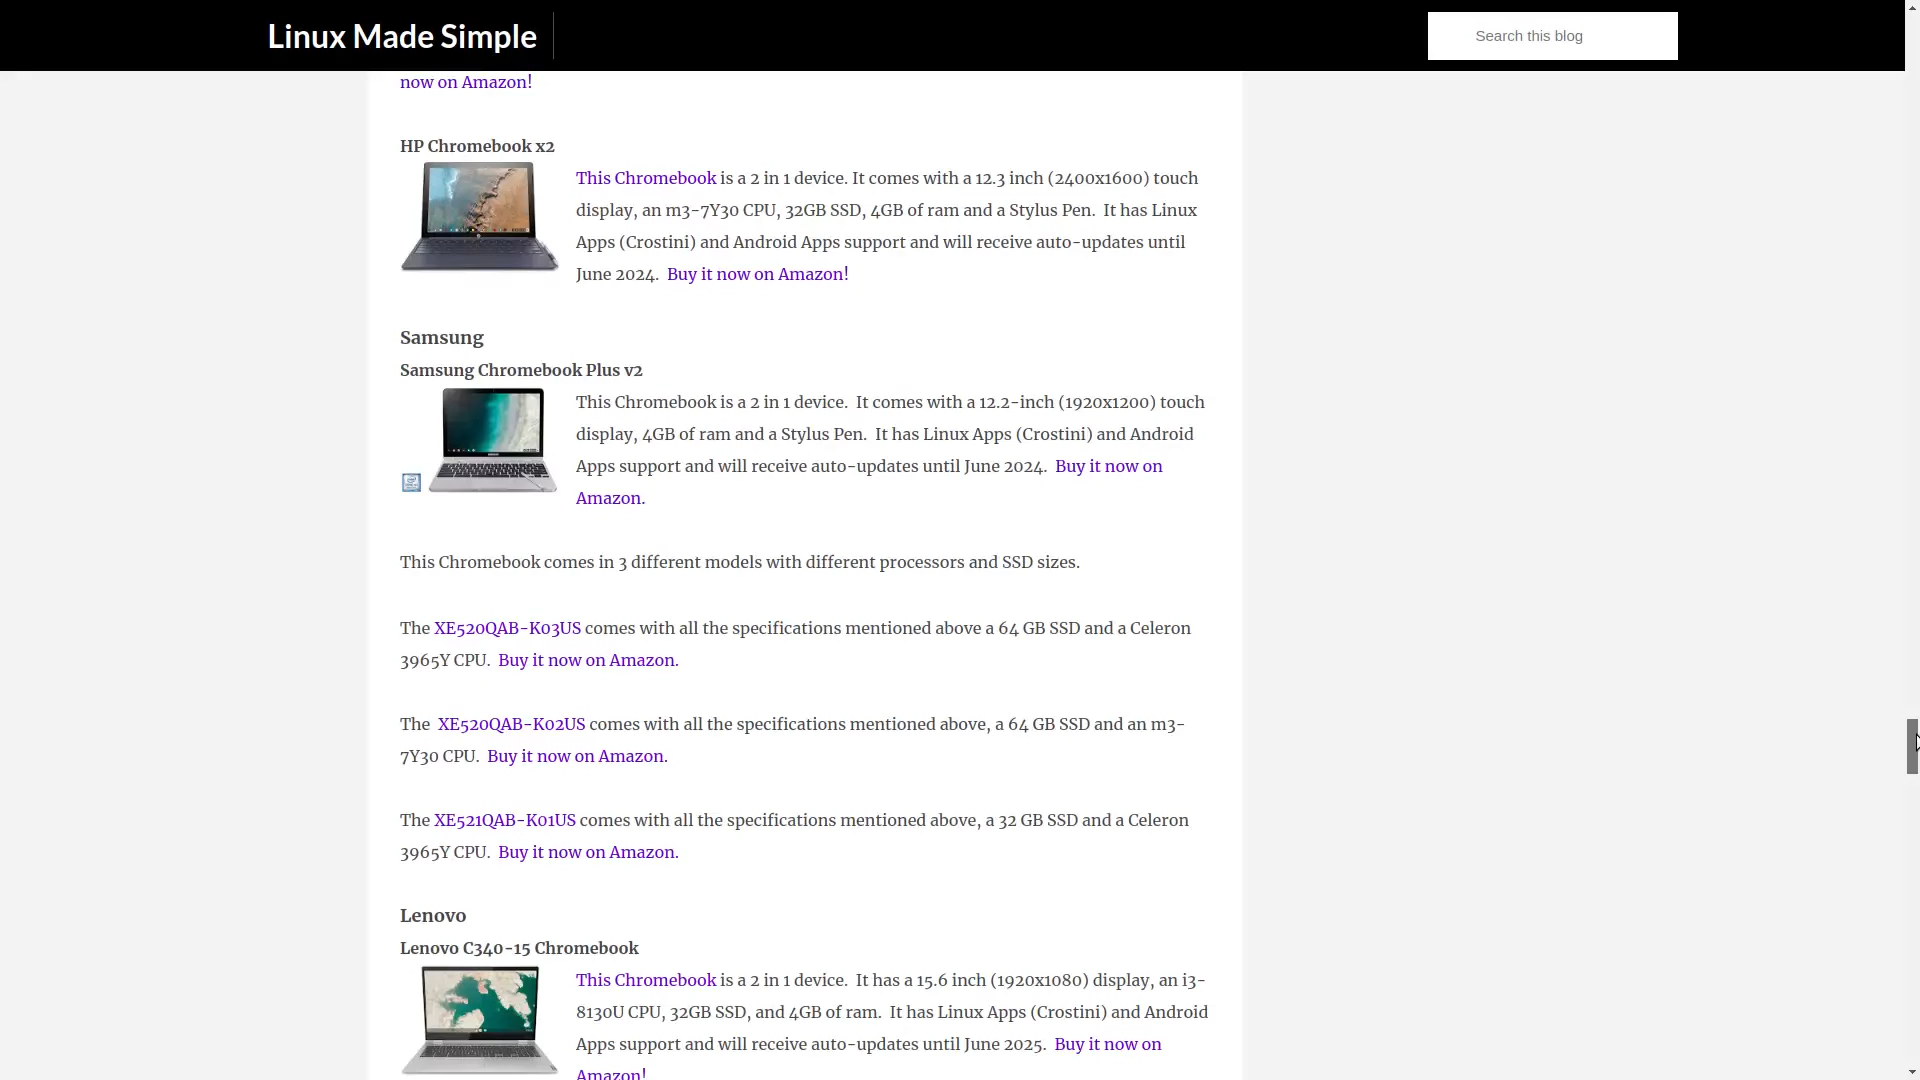 Linux Made Simple
Search this blog
now on Amazon!
HP Chromebook x2
This Chromebook is a 2 in 1 device. It comes with a 12.3 inch (2400x1600) touch
display, an m3-7Y30 CPU, 32GB SSD, 4GB of ram and a Stylus Pen.  It has Linux
Apps (Crostini) and Android Apps support and will receive auto-updates until
June 2024.  Buy it now on Amazon!
Samsung
Samsung Chromebook Plus v2
This Chromebook is a 2 in 1 device.  It comes with a 12.2-inch (1920x1200) touch
display, 4GB of ram and a Stylus Pen.  It has Linux Apps (Crostini) and Android
Apps support and will receive auto-updates until June 2024.  Buy it now on
Amazon.
This Chromebook comes in 3 different models with different processors and SSD sizes.
The XE520QAB-K03US comes with all the specifications mentioned above a 64 GB SSD and a Celeron
3965Y CPU.  Buy it now on Amazon.
The  XE520QAB-K02US comes with all the specifications mentioned above, a 64 GB SSD and an m3-
7Y30 CPU.  Buy it now on Amazon.
The XE521QAB-K01US comes with all the specifications mentioned above, a 32 GB SSD and a Celeron
3965Y CPU.  Buy it now on Amazon.
Lenovo
Lenovo C340-15 Chromebook
This Chromebook is a 2 in 1 device.  It has a 15.6 inch (1920x1080) display, an i3-
8130U CPU, 32GB SSD, and 4GB of ram.  It has Linux Apps (Crostini) and Android
Apps support and will receive auto-updates until June 2025.  Buy it now on
Amazon!